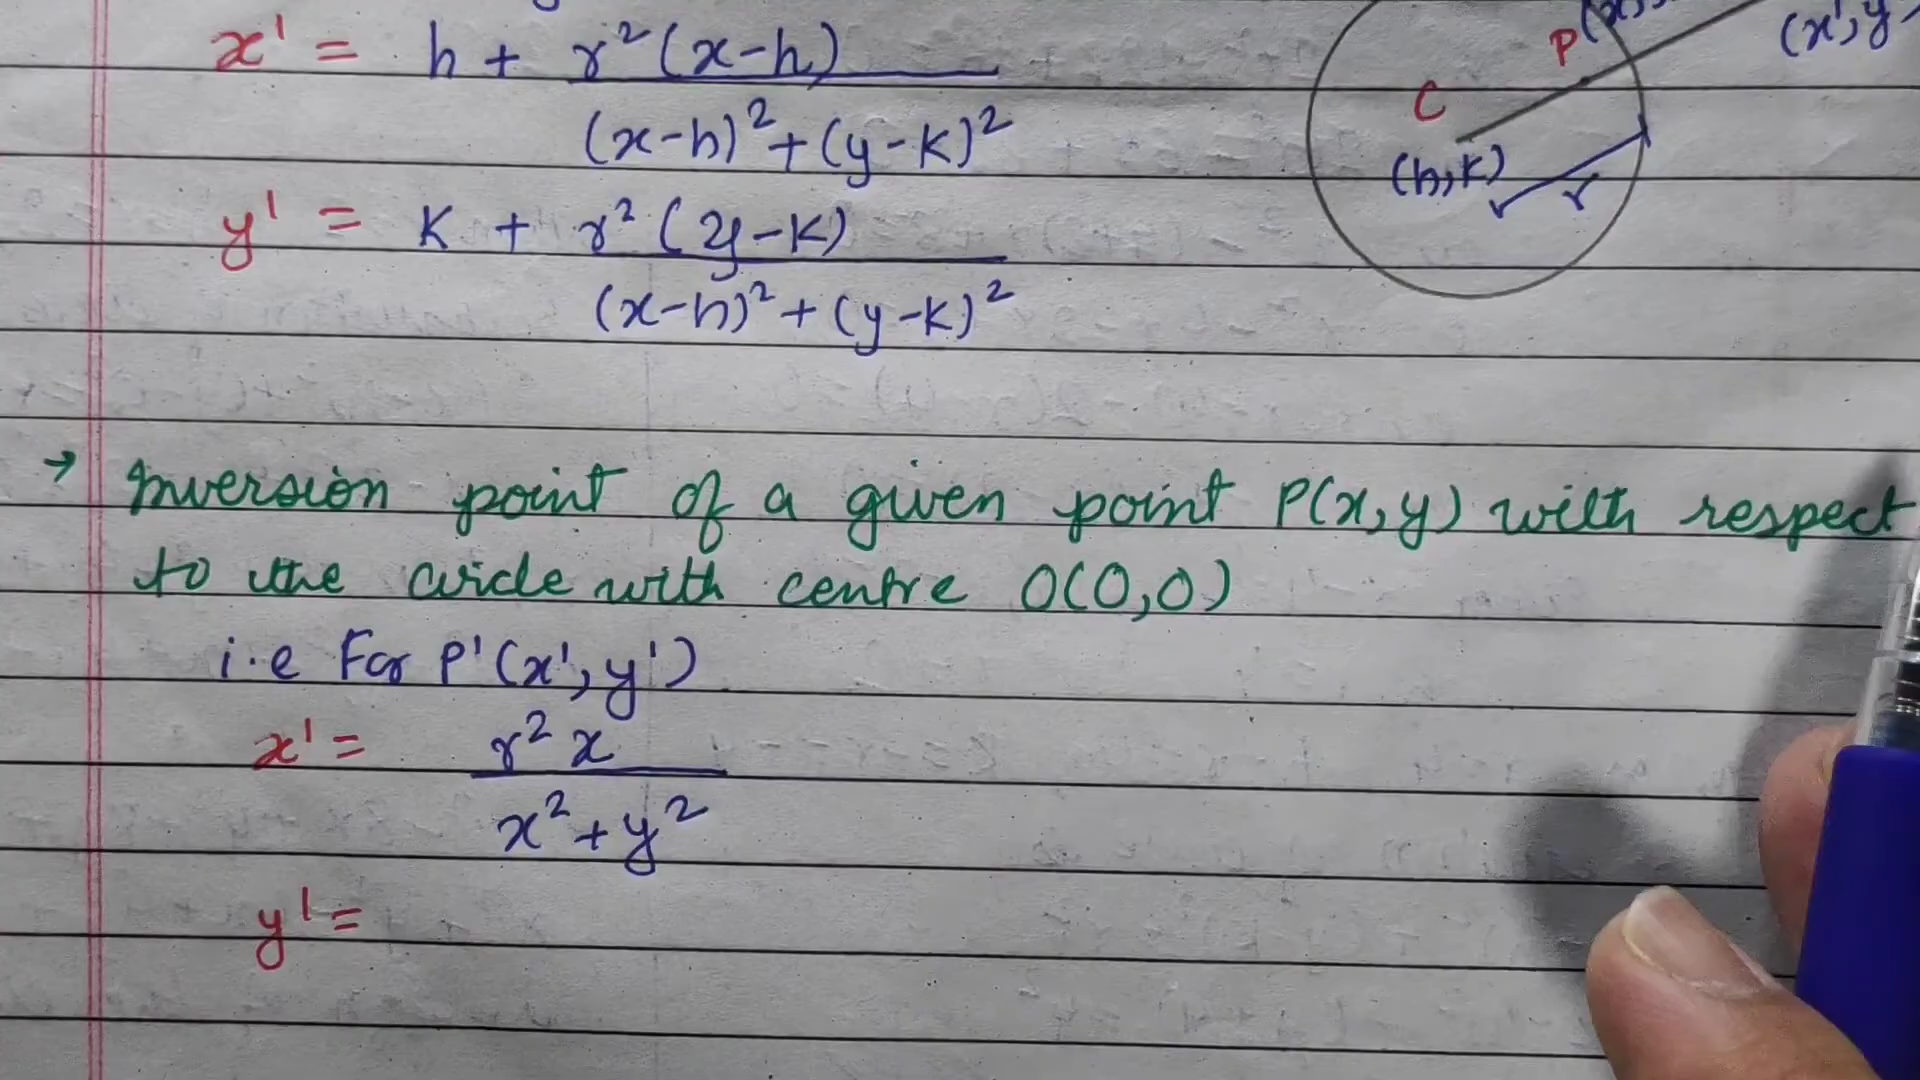 x' = h + r²(x-h)
(x-h)²+(y-k)²
y' = k + r²(y-k)
(x-h)²+(y-k)²
P
(x', y'
C
(h,k)
r
→ Inversion point of a given point P(x,y) with respect
to the circle with centre O(0,0)
i.e For P'(x', y')
x' = r² x
x²+y²
y' =